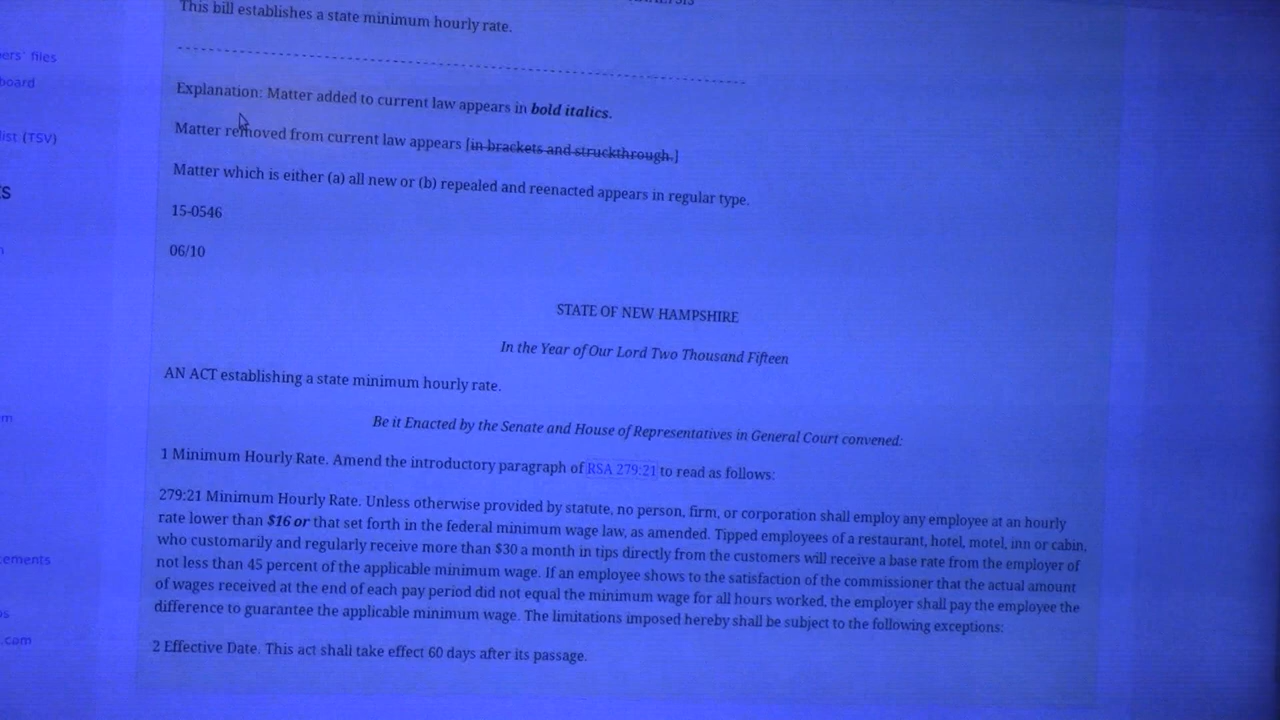 This bill establishes a state minimum hourly rate.
Explanation: Matter added to current law appears in bold italics.
Matter removed from current law appears [in brackets and struckthrough.]
Matter which is either (a) all new or (b) repealed and reenacted appears in regular type.
15-0546
06/10
STATE OF NEW HAMPSHIRE
In the Year of Our Lord Two Thousand Fifteen
AN ACT establishing a state minimum hourly rate.
Be it Enacted by the Senate and House of Representatives in General Court convened:
1 Minimum Hourly Rate. Amend the introductory paragraph of RSA 279:21 to read as follows:
279:21 Minimum Hourly Rate. Unless otherwise provided by statute, no person, firm, or corporation shall employ any employee at an hourly
rate lower than $16 or that set forth in the federal minimum wage law, as amended. Tipped employees of a restaurant, hotel, motel, inn or cabin,
who customarily and regularly receive more than $30 a month in tips directly from the customers will receive a base rate from the employer of
not less than 45 percent of the applicable minimum wage. If an employee shows to the satisfaction of the commissioner that the actual amount
of wages received at the end of each pay period did not equal the minimum wage for all hours worked, the employer shall pay the employee the
difference to guarantee the applicable minimum wage. The limitations imposed hereby shall be subject to the following exceptions:
2 Effective Date. This act shall take effect 60 days after its passage.
ers' files
board
list (TSV)
ements
.com